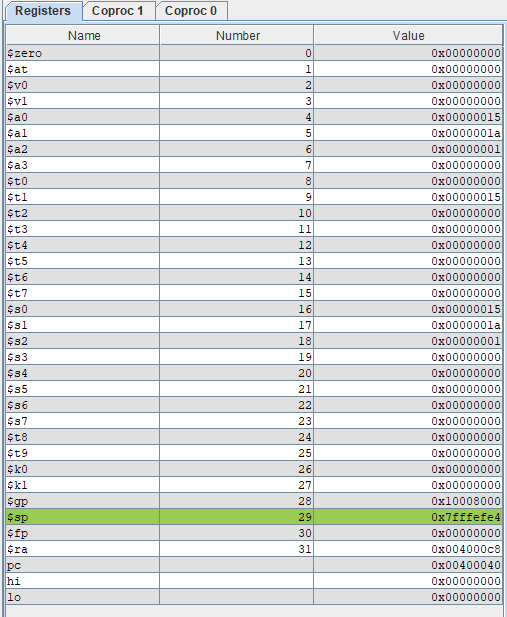 Registers Coproc 1 Coproc 0
Name Number Value
$zero 0 0x00000000
$at 1 0x00000000
$v0 2 0x00000000
$v1 3 0x00000000
$a0 4 0x00000015
$a1 5 0x0000001a
$a2 6 0x00000001
$a3 7 0x00000000
$t0 8 0x00000000
$t1 9 0x00000015
$t2 10 0x00000000
$t3 11 0x00000000
$t4 12 0x00000000
$t5 13 0x00000000
$t6 14 0x00000000
$t7 15 0x00000000
$s0 16 0x00000015
$s1 17 0x0000001a
$s2 18 0x00000001
$s3 19 0x00000000
$s4 20 0x00000000
$s5 21 0x00000000
$s6 22 0x00000000
$s7 23 0x00000000
$t8 24 0x00000000
$t9 25 0x00000000
$k0 26 0x00000000
$k1 27 0x00000000
$gp 28 0x10008000
$sp 29 0x7fffefe4
$fp 30 0x00000000
$ra 31 0x004000c8
pc 0x00400040
hi 0x00000000
lo 0x00000000